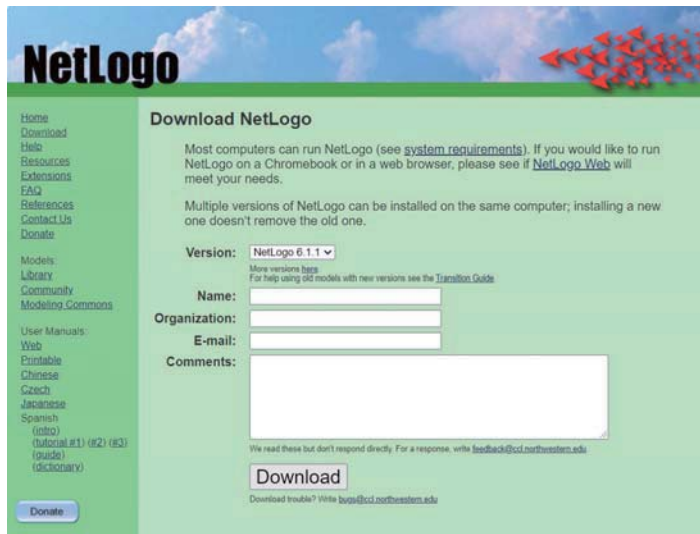 NetLogo
Home
Download
Help
Resources
Extensions
FAQ
References
Contact Us
Donate
Models:
Library
Community
Modeling Commons
User Manuals:
Web
Printable
Chinese
Czech
Japanese
Spanish
(intro)
(tutorial #1) (#2) (#3)
(guide)
(dictionary)
Donate
Download NetLogo
Most computers can run NetLogo (see system requirements). If you would like to run
NetLogo on a Chromebook or in a web browser, please see if NetLogo Web will
meet your needs.
Multiple versions of NetLogo can be installed on the same computer; installing a new
one doesn't remove the old one.
Version: NetLogo 6.1.1
More versions here
For help using old models with new versions see the Transition Guide
Name:
Organization:
E-mail:
Comments:
We read these but don't respond directly. For a response, write feedback@ccl.northwestern.edu
Download
Download trouble? Write bugs@ccl.northwestern.edu